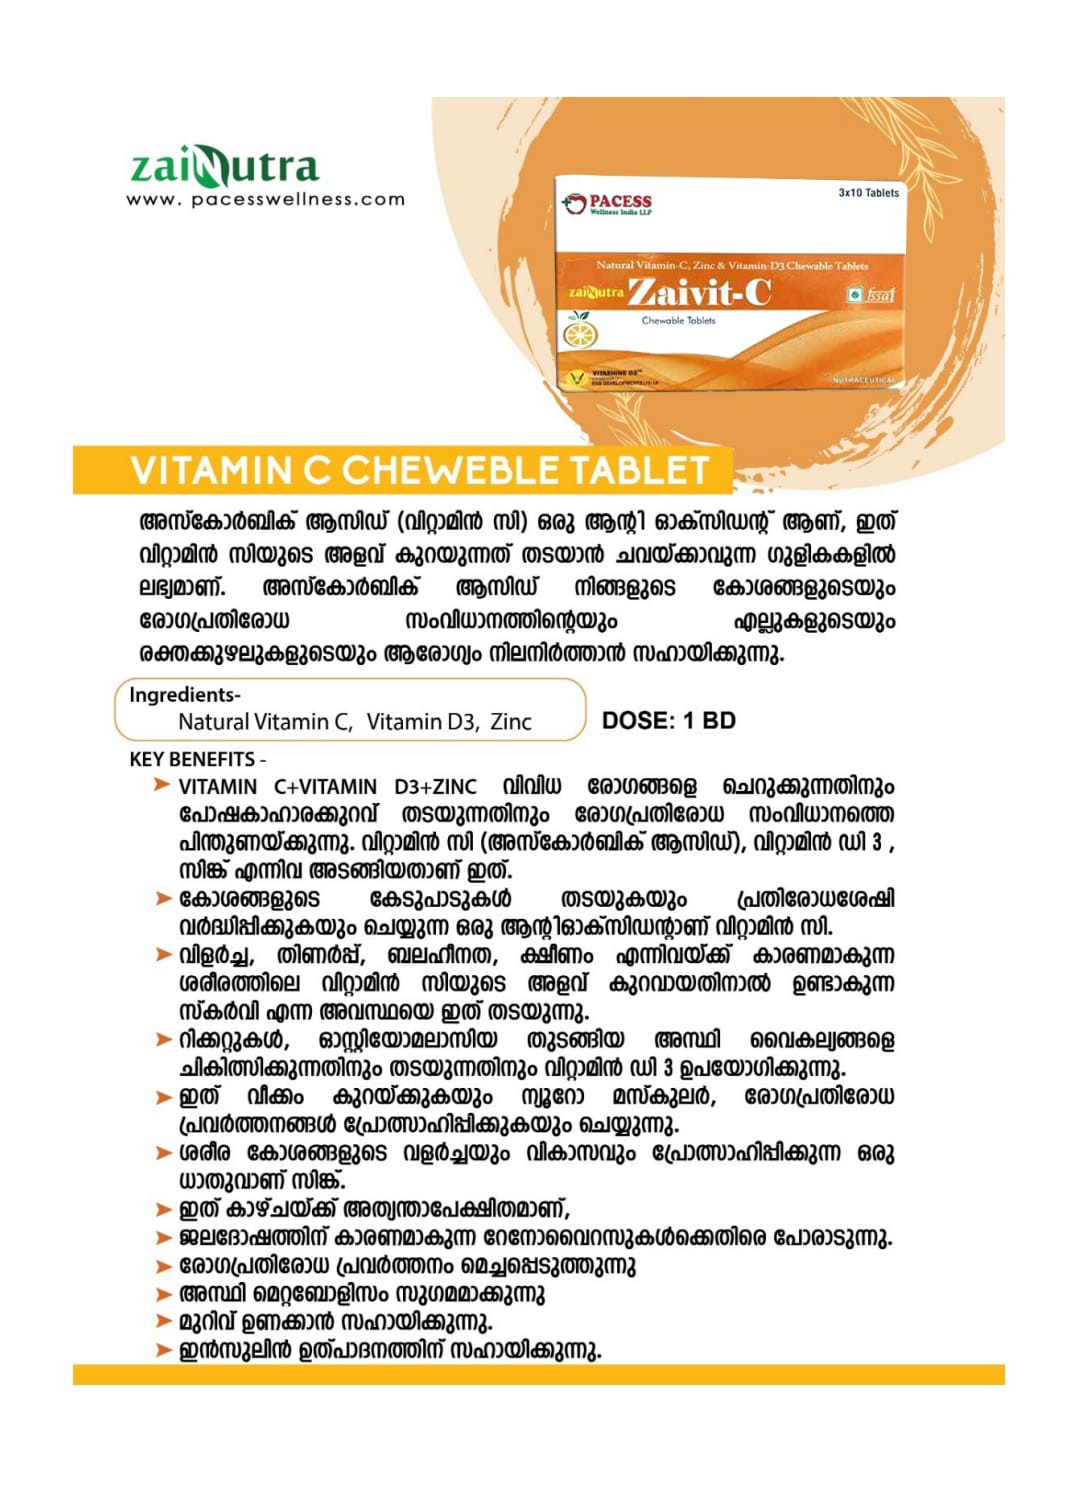 zaiNutra
www. pacesswellness.com
PACESS
Wellness India LLP
3x10 Tablets
Natural Vitamin-C, Zinc & Vitamin-D3 Chewable Tablets
zaiNutra Zaivit-C
fssai
Chewable Tablets
VITASHINE D3™
NUTRACEUTICAL
VITAMIN C CHEWEBLE TABLET
അസ്കോർബിക് ആസിഡ് (വിറ്റാമിൻ സി) ഒരു ആന്റി ഓക്സിഡന്റ് ആണ്, ഇത്
വിറ്റാമിൻ സിയുടെ അളവ് കുറയുന്നത് തടയാൻ ചവയ്ക്കാവുന്ന ഗുളികകളിൽ
ലഭ്യമാണ്. അസ്കോർബിക് ആസിഡ് നിങ്ങളുടെ കോശങ്ങളുടെയും
രോഗപ്രതിരോധ സംവിധാനത്തിന്റെയും എല്ലുകളുടെയും
രക്തക്കുഴലുകളുടെയും ആരോഗ്യം നിലനിർത്താൻ സഹായിക്കുന്നു.
Ingredients-
Natural Vitamin C, Vitamin D3, Zinc
DOSE: 1 BD
KEY BENEFITS -
➤ VITAMIN C+VITAMIN D3+ZINC വിവിധ രോഗങ്ങളെ ചെറുക്കുന്നതിനും
പോഷകാഹാരക്കുറവ് തടയുന്നതിനും രോഗപ്രതിരോധ സംവിധാനത്തെ
പിന്തുണയ്ക്കുന്നു. വിറ്റാമിൻ സി (അസ്കോർബിക് ആസിഡ്), വിറ്റാമിൻ ഡി 3 ,
സിങ്ക് എന്നിവ അടങ്ങിയതാണ് ഇത്.
➤ കോശങ്ങളുടെ കേടുപാടുകൾ തടയുകയും പ്രതിരോധശേഷി
വർദ്ധിപ്പിക്കുകയും ചെയ്യുന്ന ഒരു ആന്റിഓക്സിഡന്റാണ് വിറ്റാമിൻ സി.
➤ വിളർച്ച, തിണർപ്പ്, ബലഹീനത, ക്ഷീണം എന്നിവയ്ക്ക് കാരണമാകുന്ന
ശരീരത്തിലെ വിറ്റാമിൻ സിയുടെ അളവ് കുറവായതിനാൽ ഉണ്ടാകുന്ന
സ്കർവി എന്ന അവസ്ഥയെ ഇത് തടയുന്നു.
➤ റിക്കറ്റുകൾ, ഓസ്റ്റിയോമലാസിയ തുടങ്ങിയ അസ്ഥി വൈകല്യങ്ങളെ
ചികിത്സിക്കുന്നതിനും തടയുന്നതിനും വിറ്റാമിൻ ഡി 3 ഉപയോഗിക്കുന്നു.
➤ ഇത് വീക്കം കുറയ്ക്കുകയും ന്യൂറോ മസ്കുലർ, രോഗപ്രതിരോധ
പ്രവർത്തനങ്ങൾ പ്രോത്സാഹിപ്പിക്കുകയും ചെയ്യുന്നു.
➤ ശരീര കോശങ്ങളുടെ വളർച്ചയും വികാസവും പ്രോത്സാഹിപ്പിക്കുന്ന ഒരു
ധാതുവാണ് സിങ്ക്.
➤ ഇത് കാഴ്ചയ്ക്ക് അത്യന്താപേക്ഷിതമാണ്,
➤ ജലദോഷത്തിന് കാരണമാകുന്ന റേനോവൈറസുകൾക്കെതിരെ പോരാടുന്നു.
➤ രോഗപ്രതിരോധ പ്രവർത്തനം മെച്ചപ്പെടുത്തുന്നു
➤ അസ്ഥി മെറ്റബോളിസം സുഗമമാക്കുന്നു
➤ മുറിവ് ഉണക്കാൻ സഹായിക്കുന്നു.
➤ ഇൻസുലിൻ ഉത്പാദനത്തിന് സഹായിക്കുന്നു.